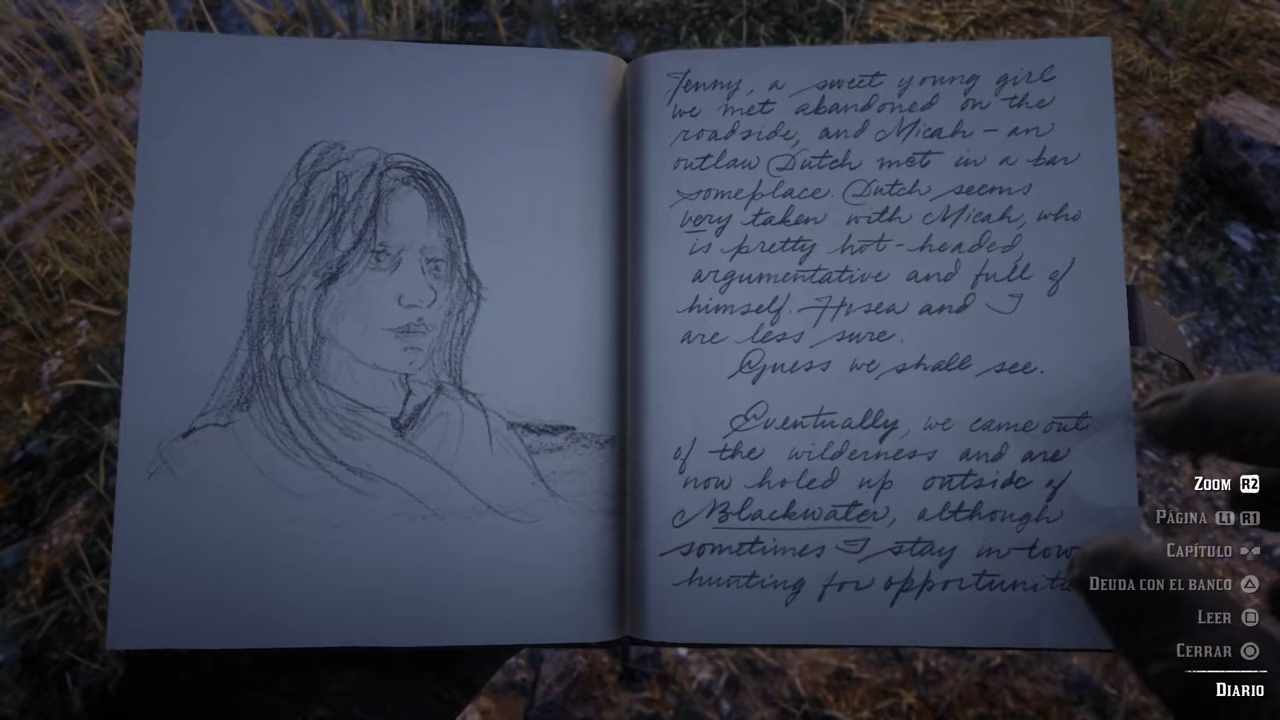 Jenny, a sweet young girl
we met abandoned on the
roadside, and Micah - an
outlaw Dutch met in a bar
someplace. Dutch seems
very taken with Micah, who
is pretty hot-headed,
argumentative and full of
himself. Hosea and I
are less sure.
Guess we shall see.
Eventually, we came out
of the wilderness and are
now holed up outside of
Blackwater, although
sometimes I stay in
hunting for
ZOOM R2
PÁGINA L1 R1
CAPÍTULO
DEUDA CON EL BANCO
LEER
CERRAR
DIARIO